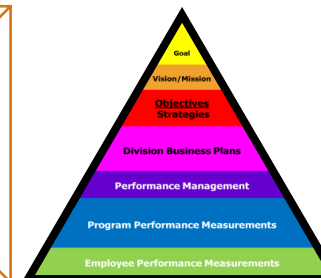 Goal
Vision/Mission
Objectives
Strategies
Division Business Plans
Performance Management
Program Performance Measurements
Employee Performance Measurements